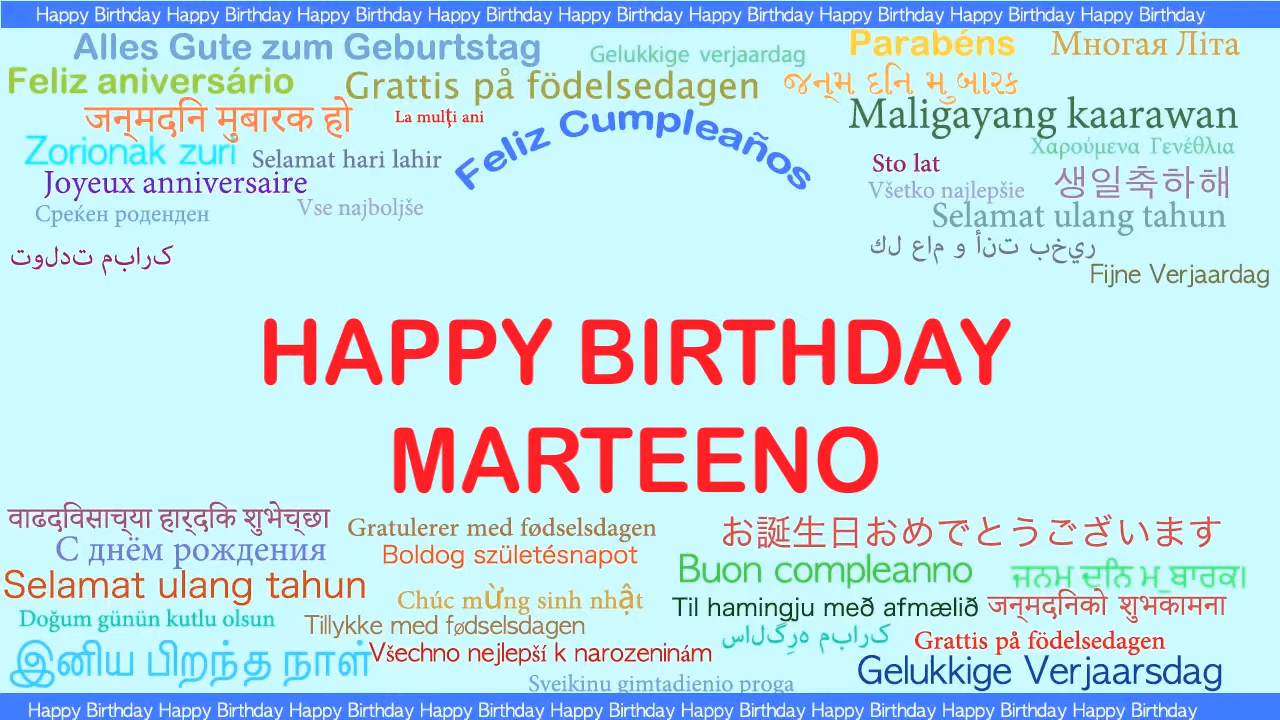 Happy Birthday Happy Birthday Happy Birthday Happy Birthday Happy Birthday Happy Birthday Happy Birthday Happy Birthday Happy Birthday
Alles Gute zum Geburtstag
Gelukkige verjaardag
Parabéns
Многая Літа
Feliz aniversário
Grattis på födelsedagen
જન્મ દિન મુબારક
जन्मदिन मुबारक हो
La mulţi ani
Feliz Cumpleaños
Maligayang kaarawan
Zorionak zuri
Selamat hari lahir
Χαρούμενα Γενέθλια
Sto lat
Joyeux anniversaire
Všetko najlepšie
생일축하해
Среќен роденден
Vse najboljše
Selamat ulang tahun
تولدت مبارک
كل عام و أنت بخير
Fijne Verjaardag
HAPPY BIRTHDAY
MARTEENO
वाढदिवसाच्या हार्दिक शुभेच्छा
Gratulerer med fødselsdagen
お誕生日おめでとうございます
С днём рождения
Boldog születésnapot
Buon compleanno
ਜਨਮ ਦਿਨ ਮੁਬਾਰਕ।
Selamat ulang tahun
Chúc mừng sinh nhật
Til hamingju með afmælið
जन्मदिनको शुभकामना
Doğum günün kutlu olsun
Tillykke med fødselsdagen
سالگِرہ مبارک
Grattis på födelsedagen
இனிய பிறந்த நாள்
Všechno nejlepší k narozeninám
Gelukkige Verjaarsdag
Sveikinu gimtadienio proga
Happy Birthday Happy Birthday Happy Birthday Happy Birthday Happy Birthday Happy Birthday Happy Birthday Happy Birthday Happy Birthday